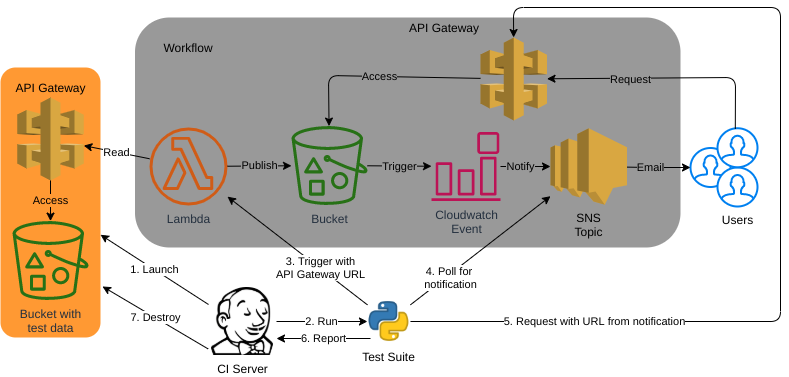 API Gateway
Workflow
API Gateway
Access
Request
Read
Publish
Trigger
Notify
Email
Access
Lambda
Bucket
Cloudwatch
Event
SNS
Topic
Users
1. Launch
3. Trigger with
API Gateway URL
4. Poll for
notification
Bucket with
test data
7. Destroy
2. Run
5. Request with URL from notification
6. Report
CI Server
Test Suite